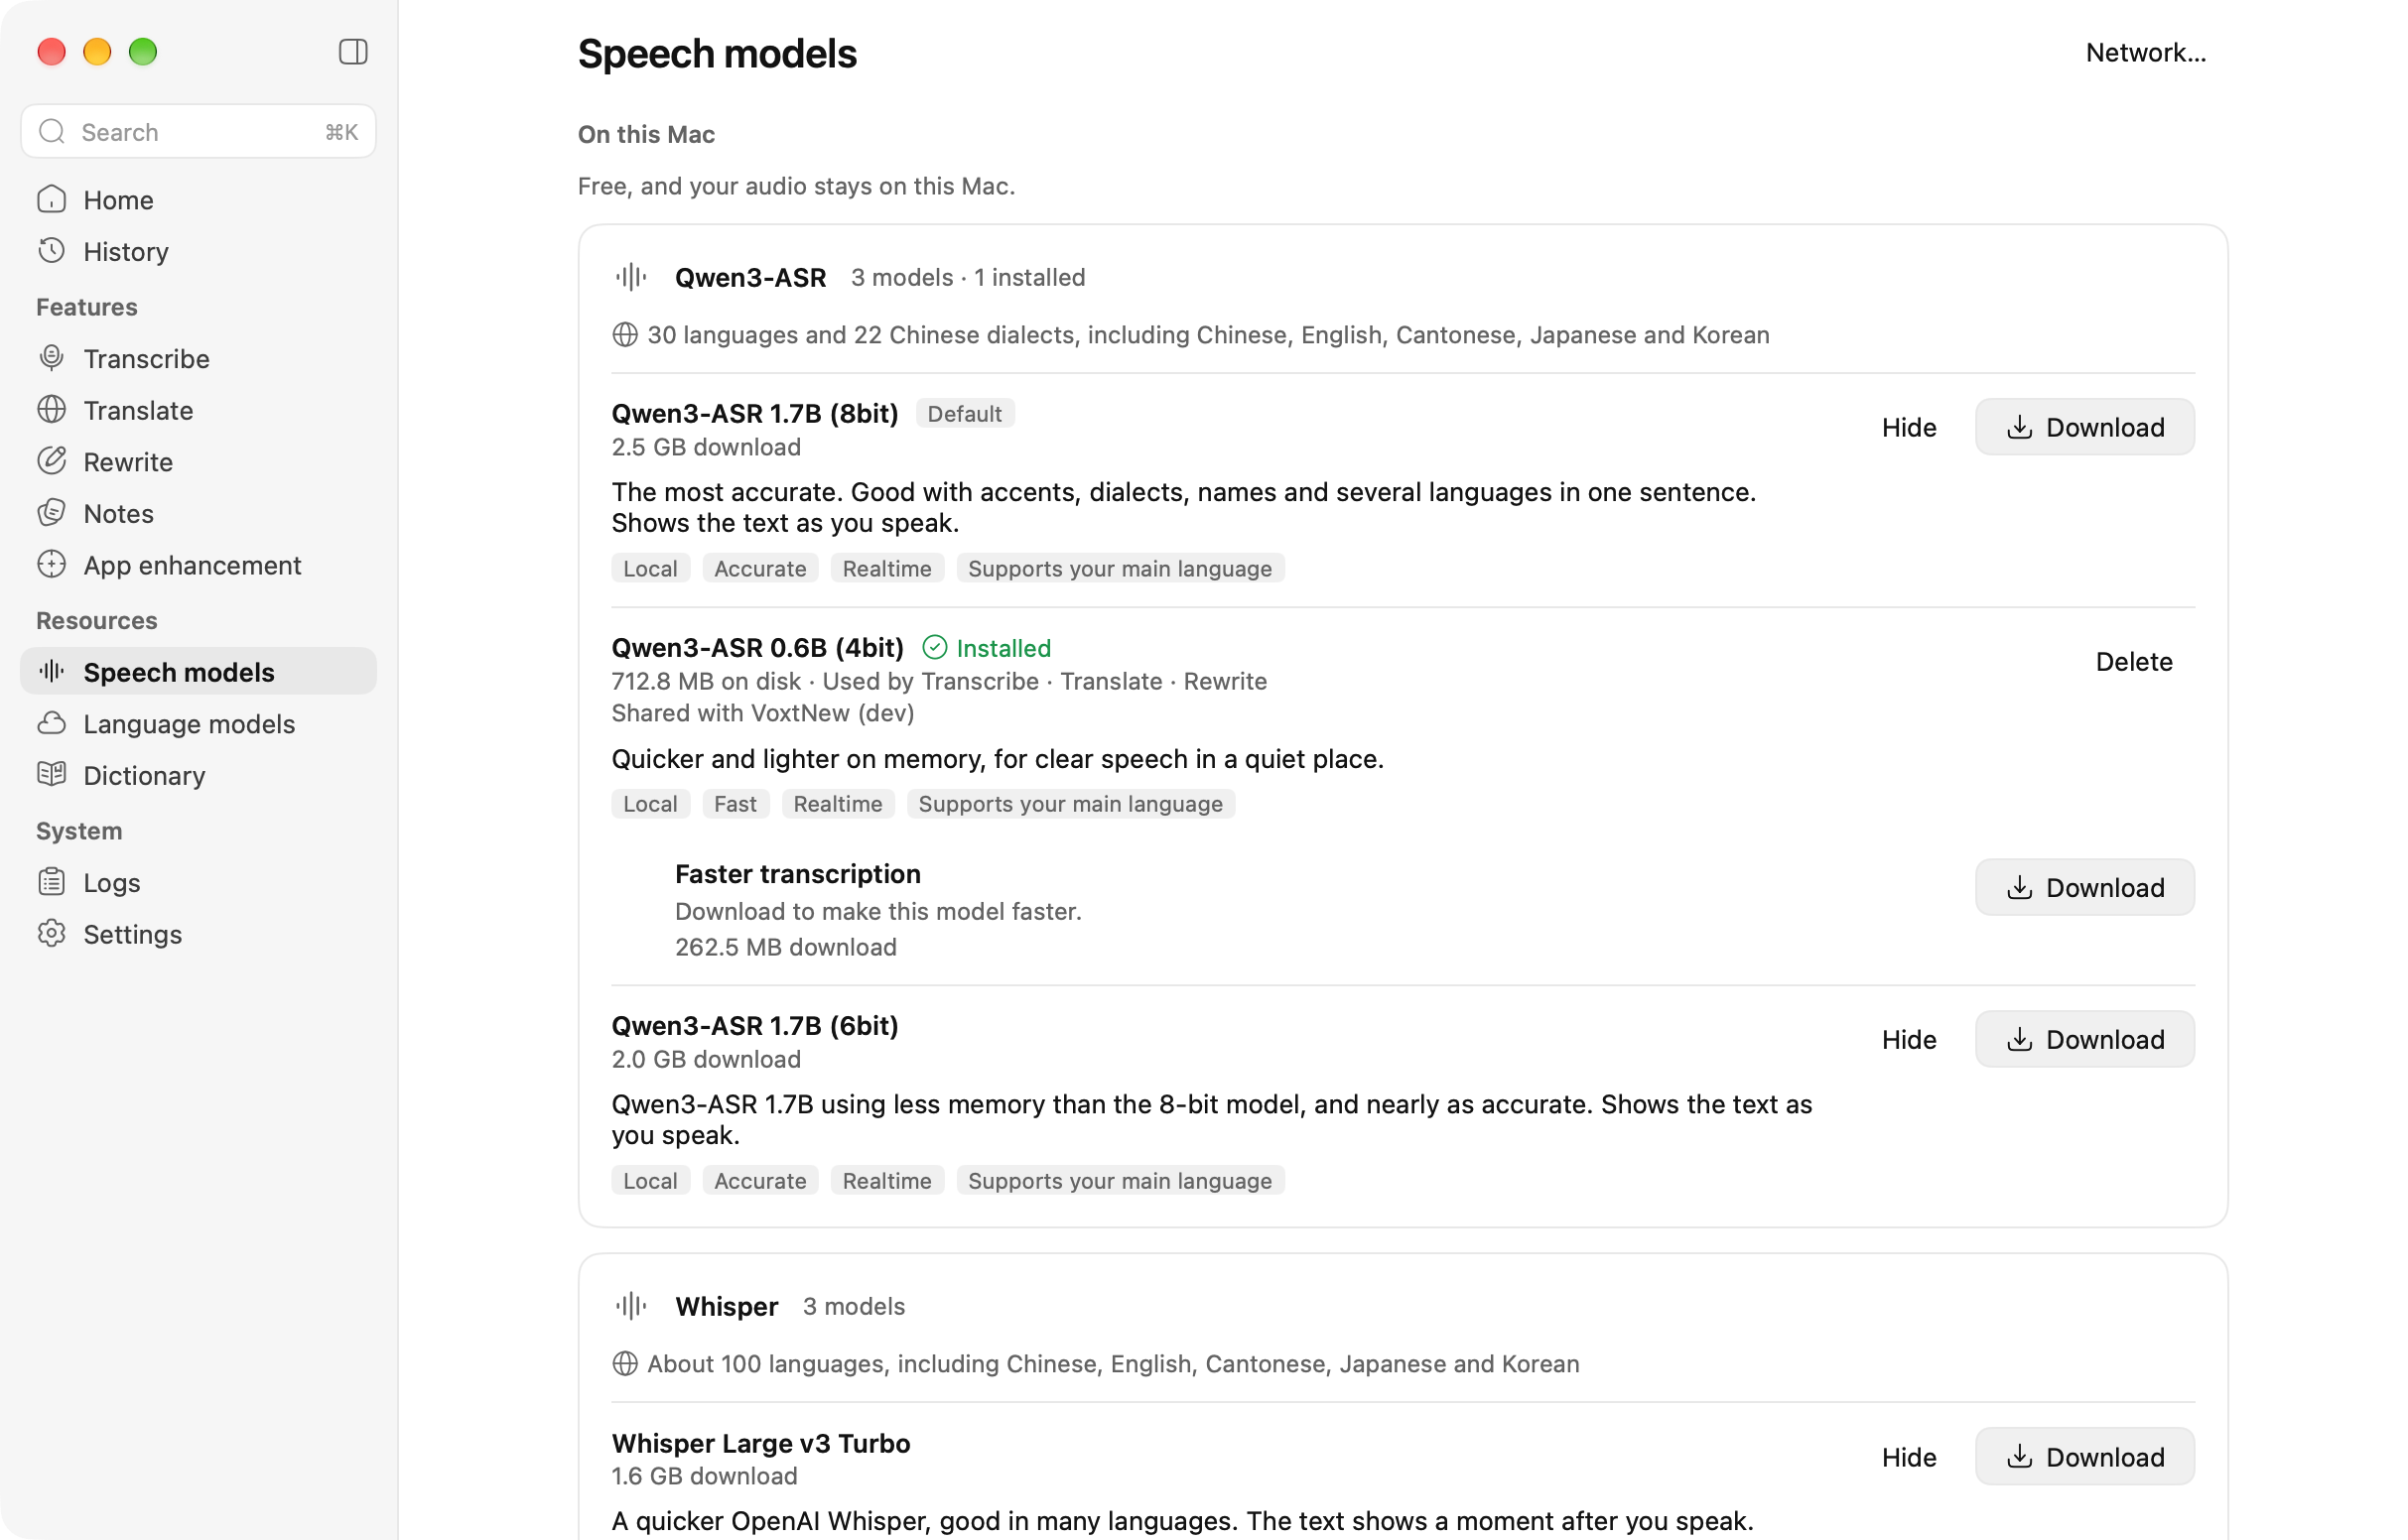 Search ⌘K
Home
History
Features
Transcribe
Translate
Rewrite
Notes
App enhancement
Resources
Speech models
Language models
Dictionary
System
Logs
Settings
Speech models
Network...
On this Mac
Free, and your audio stays on this Mac.
Qwen3-ASR 3 models · 1 installed
30 languages and 22 Chinese dialects, including Chinese, English, Cantonese, Japanese and Korean
Qwen3-ASR 1.7B (8bit) Default
2.5 GB download
Hide Download
The most accurate. Good with accents, dialects, names and several languages in one sentence.
Shows the text as you speak.
Local Accurate Realtime Supports your main language
Qwen3-ASR 0.6B (4bit) Installed
712.8 MB on disk · Used by Transcribe · Translate · Rewrite
Shared with VoxtNew (dev)
Delete
Quicker and lighter on memory, for clear speech in a quiet place.
Local Fast Realtime Supports your main language
Faster transcription
Download to make this model faster.
262.5 MB download
Download
Qwen3-ASR 1.7B (6bit)
2.0 GB download
Hide Download
Qwen3-ASR 1.7B using less memory than the 8-bit model, and nearly as accurate. Shows the text as
you speak.
Local Accurate Realtime Supports your main language
Whisper 3 models
About 100 languages, including Chinese, English, Cantonese, Japanese and Korean
Whisper Large v3 Turbo
1.6 GB download
Hide Download
A quicker OpenAI Whisper, good in many languages. The text shows a moment after you speak.